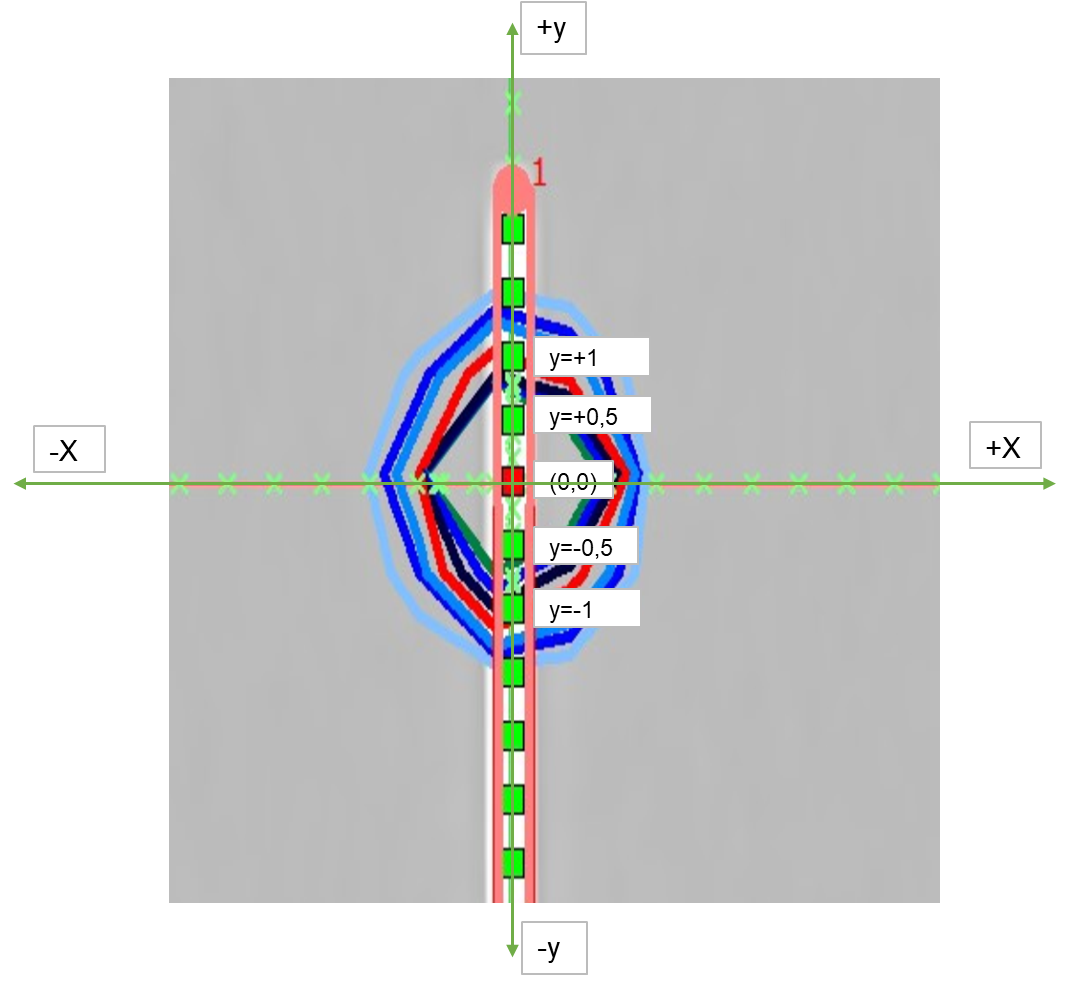 +y
1
y=+1
y=+0,5
-X
+X
(0,0)
y=-0,5
y=-1
-y